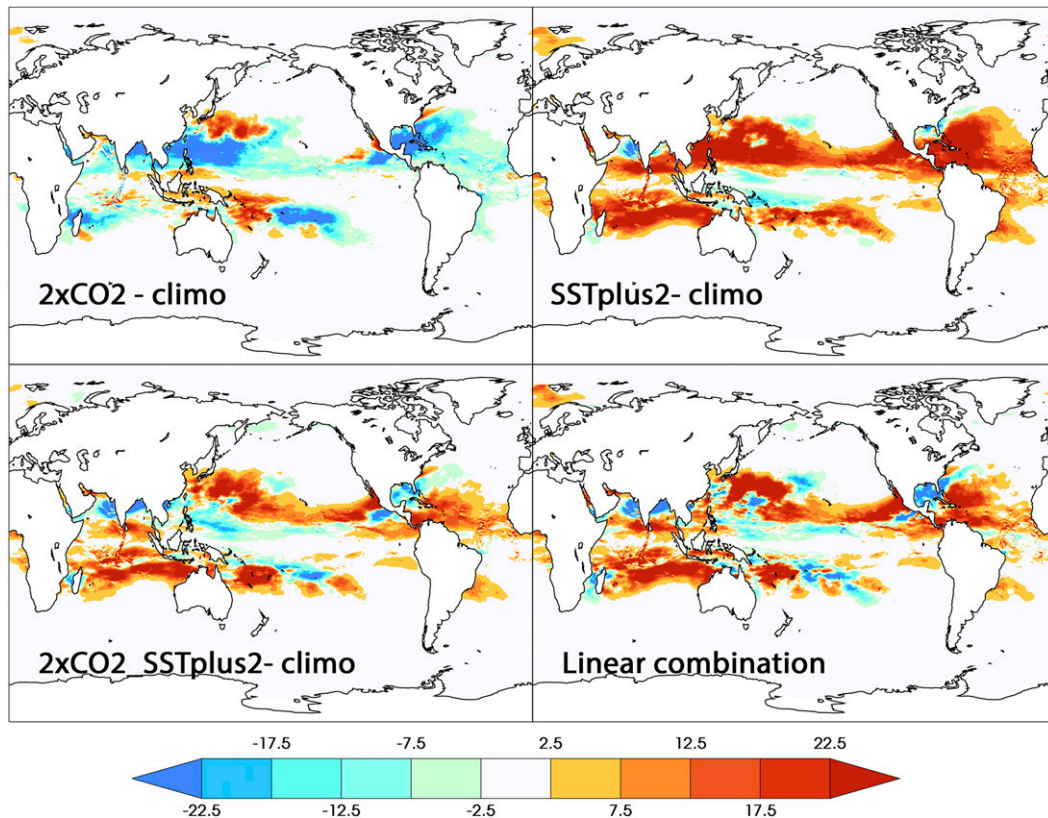 2xCO2 - climo
SSTplus2- climo
2xCO2_SSTplus2- climo
Linear combination
-17.5 -7.5 2.5 12.5 22.5
-22.5 -12.5 -2.5 7.5 17.5